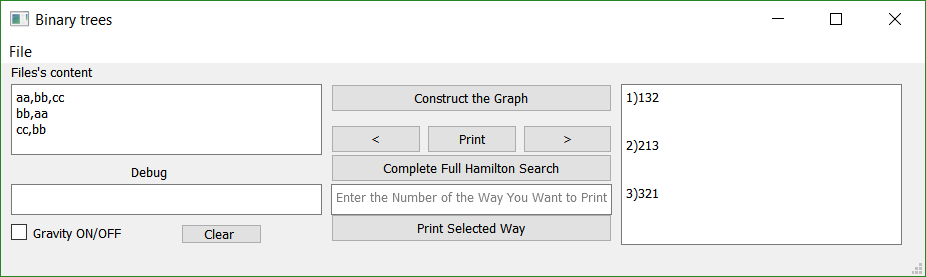 Binary trees
File
Files's content
aa,bb,cc
bb,aa
cc,bb
Debug
Gravity ON/OFF
Clear
Construct the Graph
< Print >
Complete Full Hamilton Search
Enter the Number of the Way You Want to Print
Print Selected Way
1)132
2)213
3)321